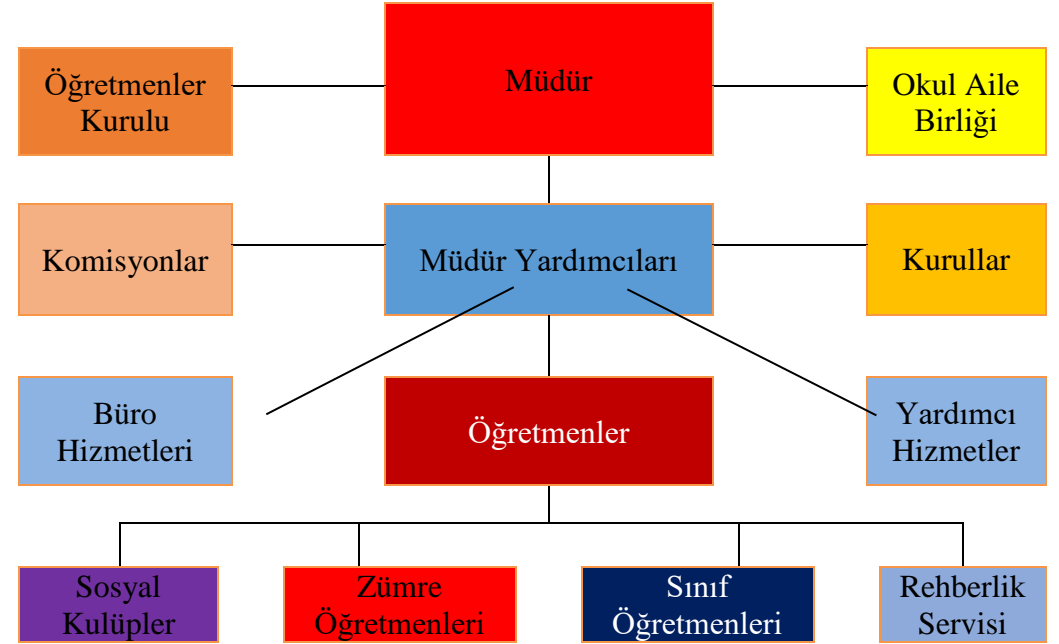 Öğretmenler
Kurulu
Müdür
Okul Aile
Birliği
Komisyonlar
Müdür Yardımcıları
Kurullar
Büro
Hizmetleri
Öğretmenler
Yardımcı
Hizmetler
Sosyal
Kulüpler
Zümre
Öğretmenleri
Sınıf
Öğretmenleri
Rehberlik
Servisi